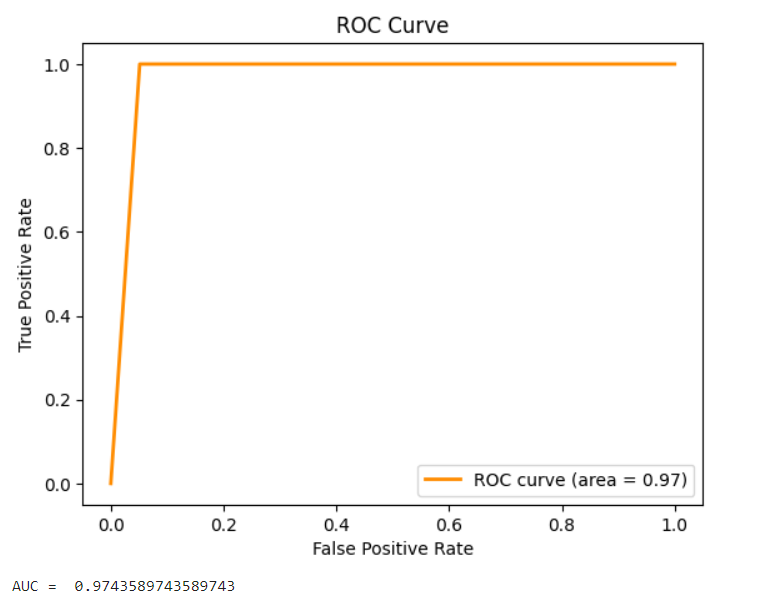 ROC Curve
1.0
0.8
0.6
0.4
0.2
0.0
True Positive Rate
ROC curve (area = 0.97)
0.0 0.2 0.4 0.6 0.8 1.0
False Positive Rate
AUC =  0.9743589743589743